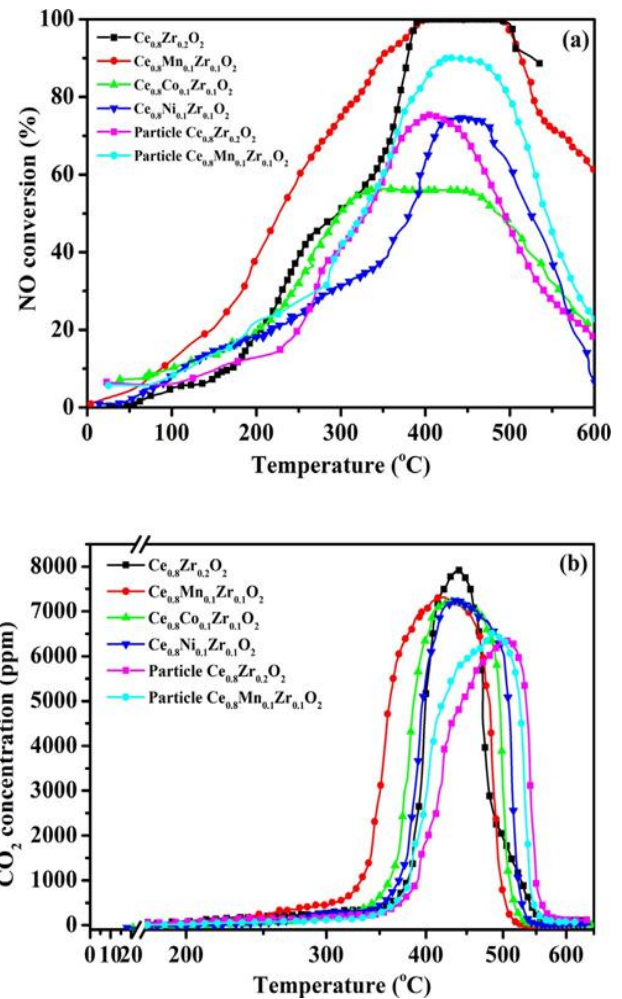 (a)
Ce0.8Zr0.2O2
Ce0.8Mn0.1Zr0.1O2
Ce0.8Co0.1Zr0.1O2
Ce0.8Ni0.1Zr0.1O2
Particle Ce0.8Zr0.2O2
Particle Ce0.8Mn0.1Zr0.1O2
NO conversion (%)
100
80
60
40
20
0
0 100 200 300 400 500 600
Temperature (°C)
(b)
Ce0.8Zr0.2O2
Ce0.8Mn0.1Zr0.1O2
Ce0.8Co0.1Zr0.1O2
Ce0.8Ni0.1Zr0.1O2
Particle Ce0.8Zr0.2O2
Particle Ce0.8Mn0.1Zr0.1O2
CO2 concentration (ppm)
8000
7000
6000
5000
4000
3000
2000
1000
0
0 10 20 200 300 400 500 600
Temperature (°C)